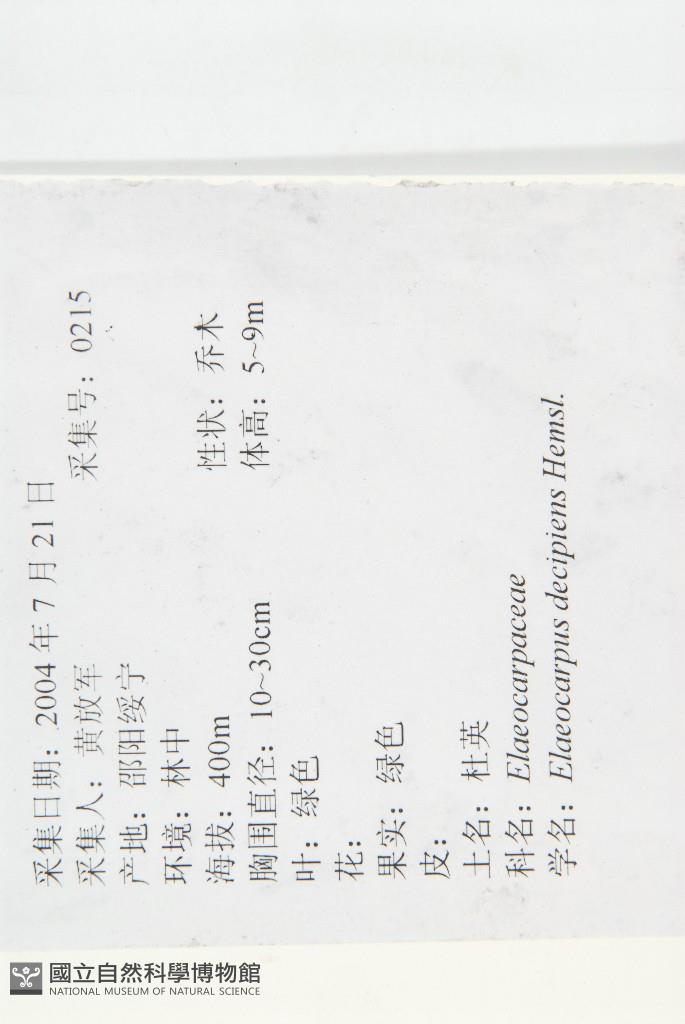 采集日期：2004 年 7 月 21 日
采集人：黄放军 采集号：0215
产地：邵阳绥宁
环境：林中 性状：乔木
海拔：400m 体高：5~9m
胸围直径：10~30cm
叶：绿色
花：
果实：绿色
皮：
土名：杜英
科名：Elaeocarpaceae
学名：Elaeocarpus decipiens Hemsl.
國立自然科學博物館
NATIONAL MUSEUM OF NATURAL SCIENCE